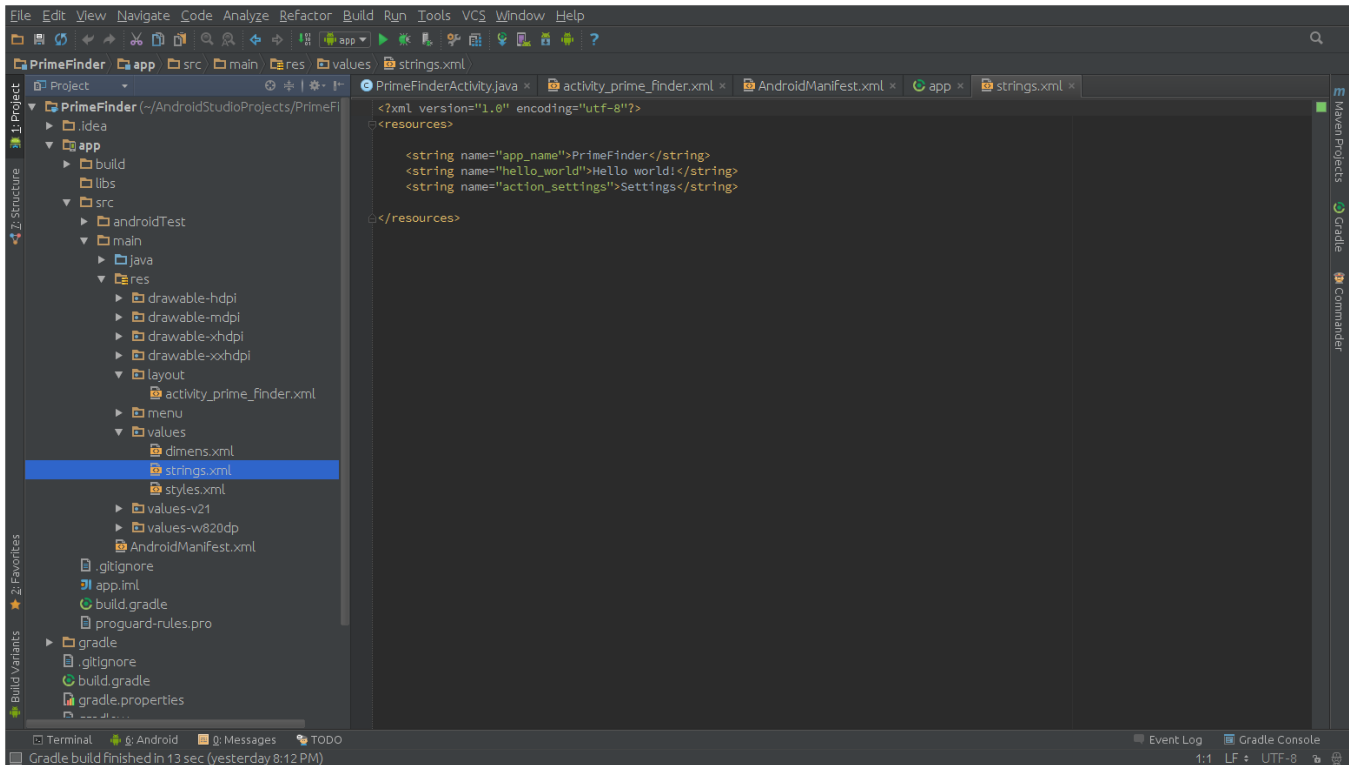 File Edit View Navigate Code Analyze Refactor Build Run Tools VCS Window Help
app
PrimeFinder app src main res values strings.xml
Project
PrimeFinderActivity.java activity_prime_finder.xml AndroidManifest.xml app strings.xml
1: Project
Z: Structure
2: Favorites
Build Variants
PrimeFinder (~/AndroidStudioProjects/PrimeFi
.idea
app
build
libs
src
androidTest
main
java
res
drawable-hdpi
drawable-mdpi
drawable-xhdpi
drawable-xxhdpi
layout
activity_prime_finder.xml
menu
values
dimens.xml
strings.xml
styles.xml
values-v21
values-w820dp
AndroidManifest.xml
.gitignore
app.iml
build.gradle
proguard-rules.pro
gradle
.gitignore
build.gradle
gradle.properties
<?xml version="1.0" encoding="utf-8"?>
<resources>
<string name="app_name">PrimeFinder</string>
<string name="hello_world">Hello world!</string>
<string name="action_settings">Settings</string>
</resources>
Maven Projects
Gradle
Commander
Terminal 6: Android 0: Messages TODO Event Log Gradle Console
Gradle build finished in 13 sec (yesterday 8:12 PM) 1:1 LF UTF-8